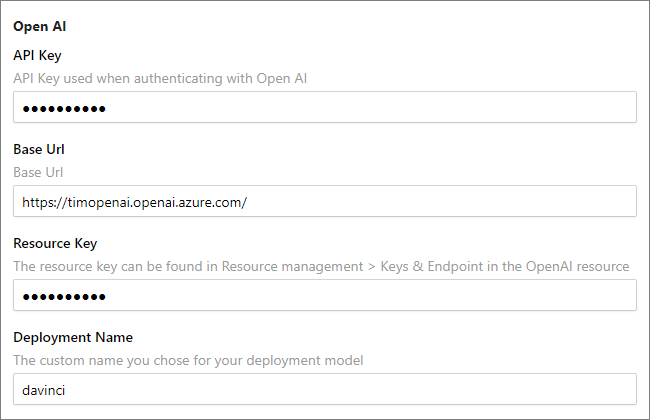 Open AI
API Key
API Key used when authenticating with Open AI
●●●●●●●●●●
Base Url
Base Url
https://timopenai.openai.azure.com/
Resource Key
The resource key can be found in Resource management > Keys & Endpoint in the OpenAI resource
●●●●●●●●●●
Deployment Name
The custom name you chose for your deployment model
davinci